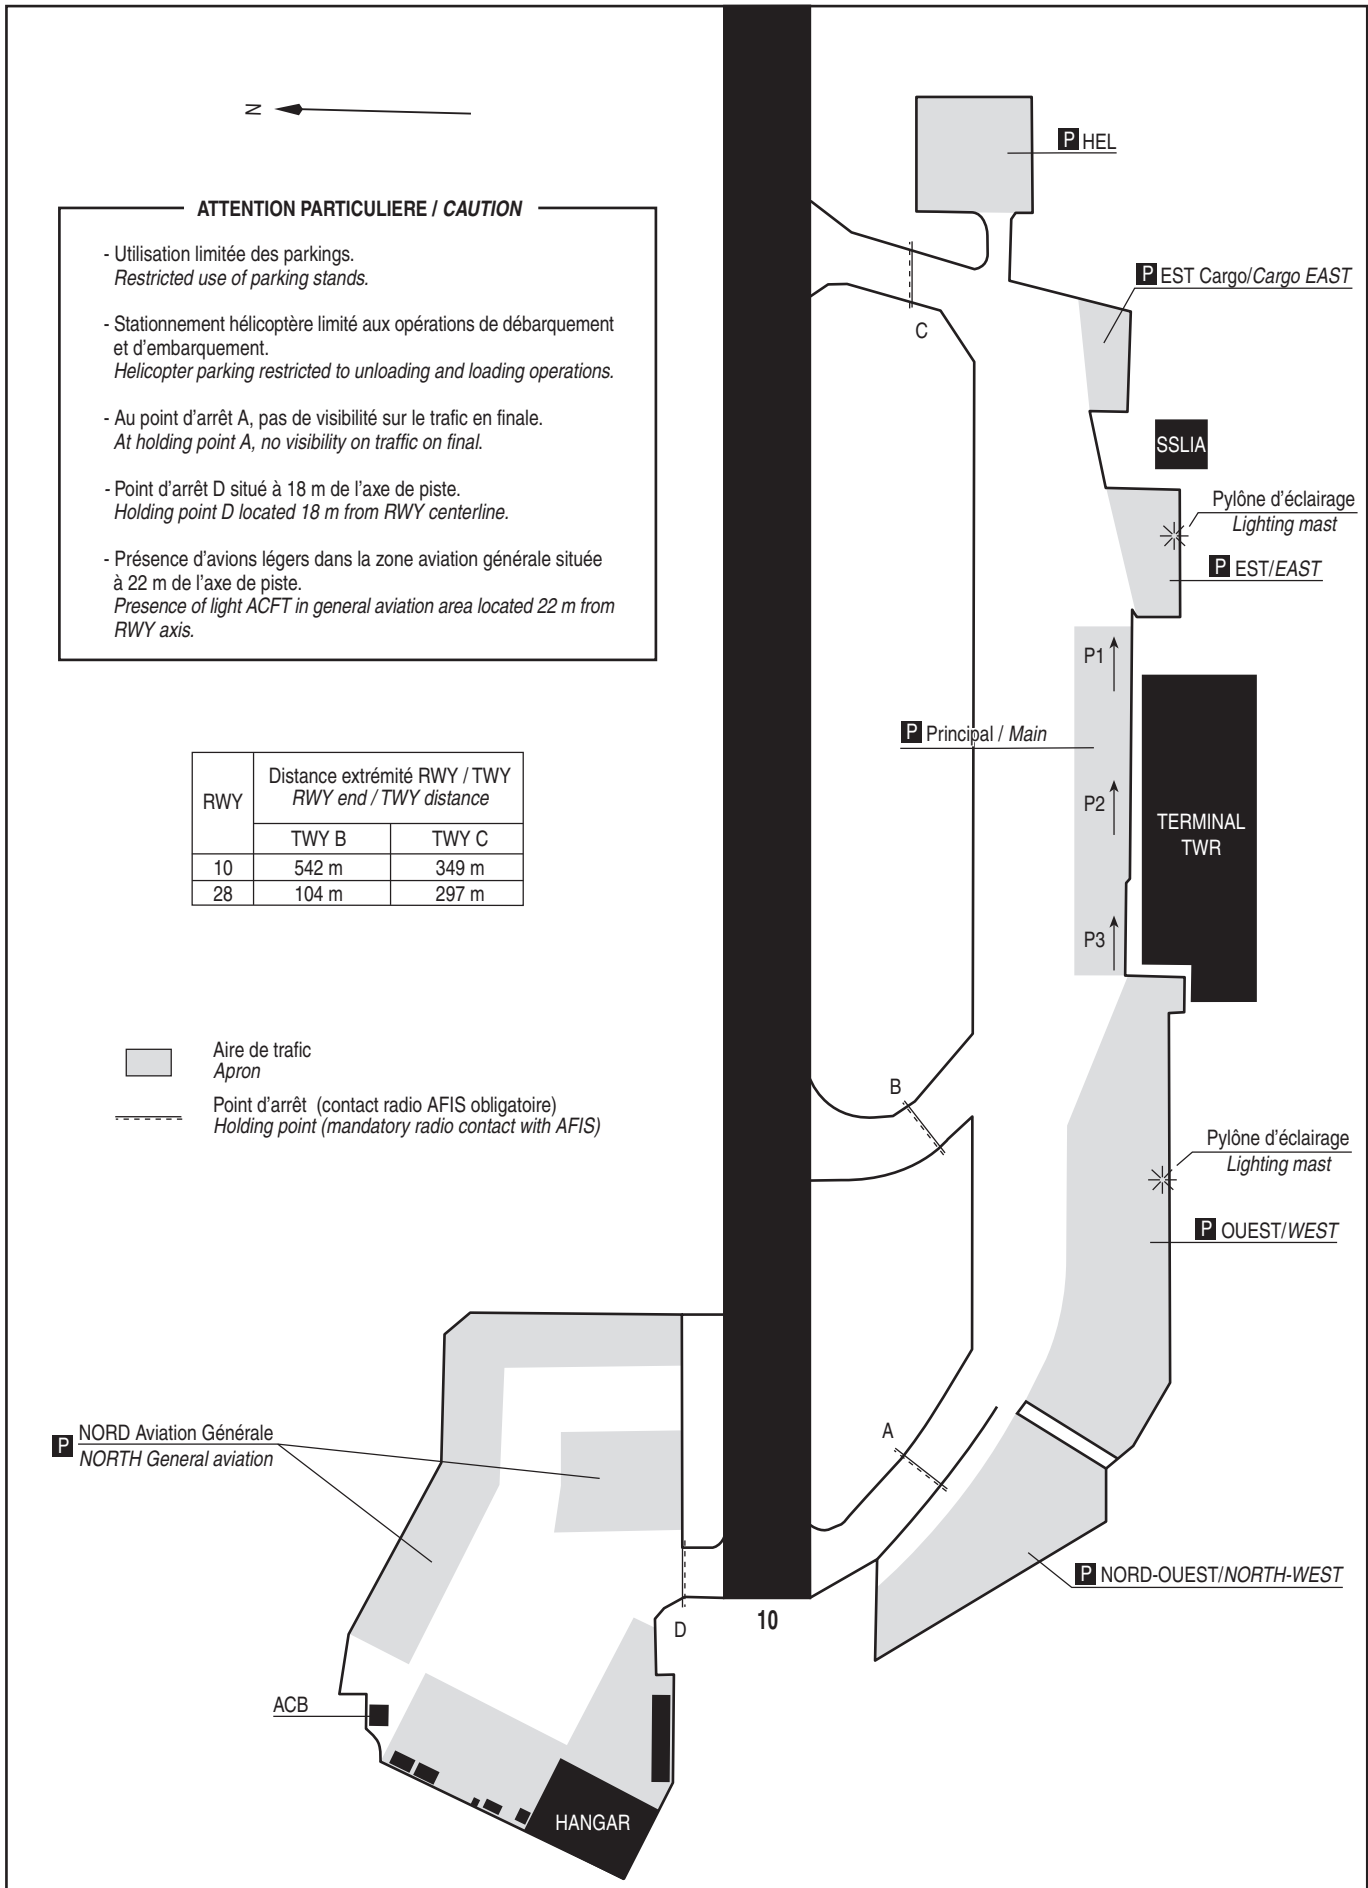 N
ATTENTION PARTICULIERE / CAUTION
- Utilisation limitée des parkings.
Restricted use of parking stands.
- Stationnement hélicoptère limité aux opérations de débarquement
et d'embarquement.
Helicopter parking restricted to unloading and loading operations.
- Au point d'arrêt A, pas de visibilité sur le trafic en finale.
At holding point A, no visibility on traffic on final.
- Point d'arrêt D situé à 18 m de l'axe de piste.
Holding point D located 18 m from RWY centerline.
- Présence d'avions légers dans la zone aviation générale située
à 22 m de l'axe de piste.
Presence of light ACFT in general aviation area located 22 m from
RWY axis.
RWY
Distance extrémité RWY / TWY
RWY end / TWY distance
TWY B TWY C
10 542 m 349 m
28 104 m 297 m
Aire de trafic
Apron
Point d'arrêt (contact radio AFIS obligatoire)
Holding point (mandatory radio contact with AFIS)
P HEL
P EST Cargo/Cargo EAST
C
SSLIA
Pylône d'éclairage
Lighting mast
P EST/EAST
P1
P Principal / Main
P2
TERMINAL
TWR
P3
B
Pylône d'éclairage
Lighting mast
P OUEST/WEST
A
P NORD Aviation Générale
NORTH General aviation
P NORD-OUEST/NORTH-WEST
D
10
ACB
HANGAR